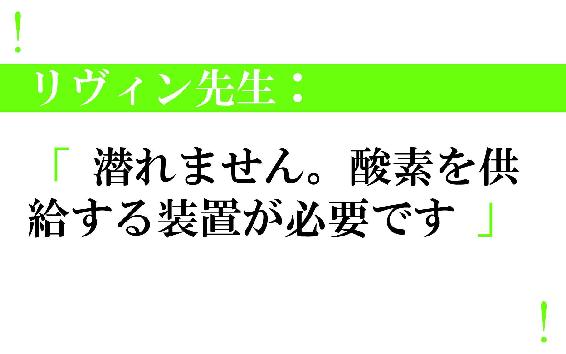 ！
リヴィン先生：
「 潜れません。酸素を供
給する装置が必要です 」
！